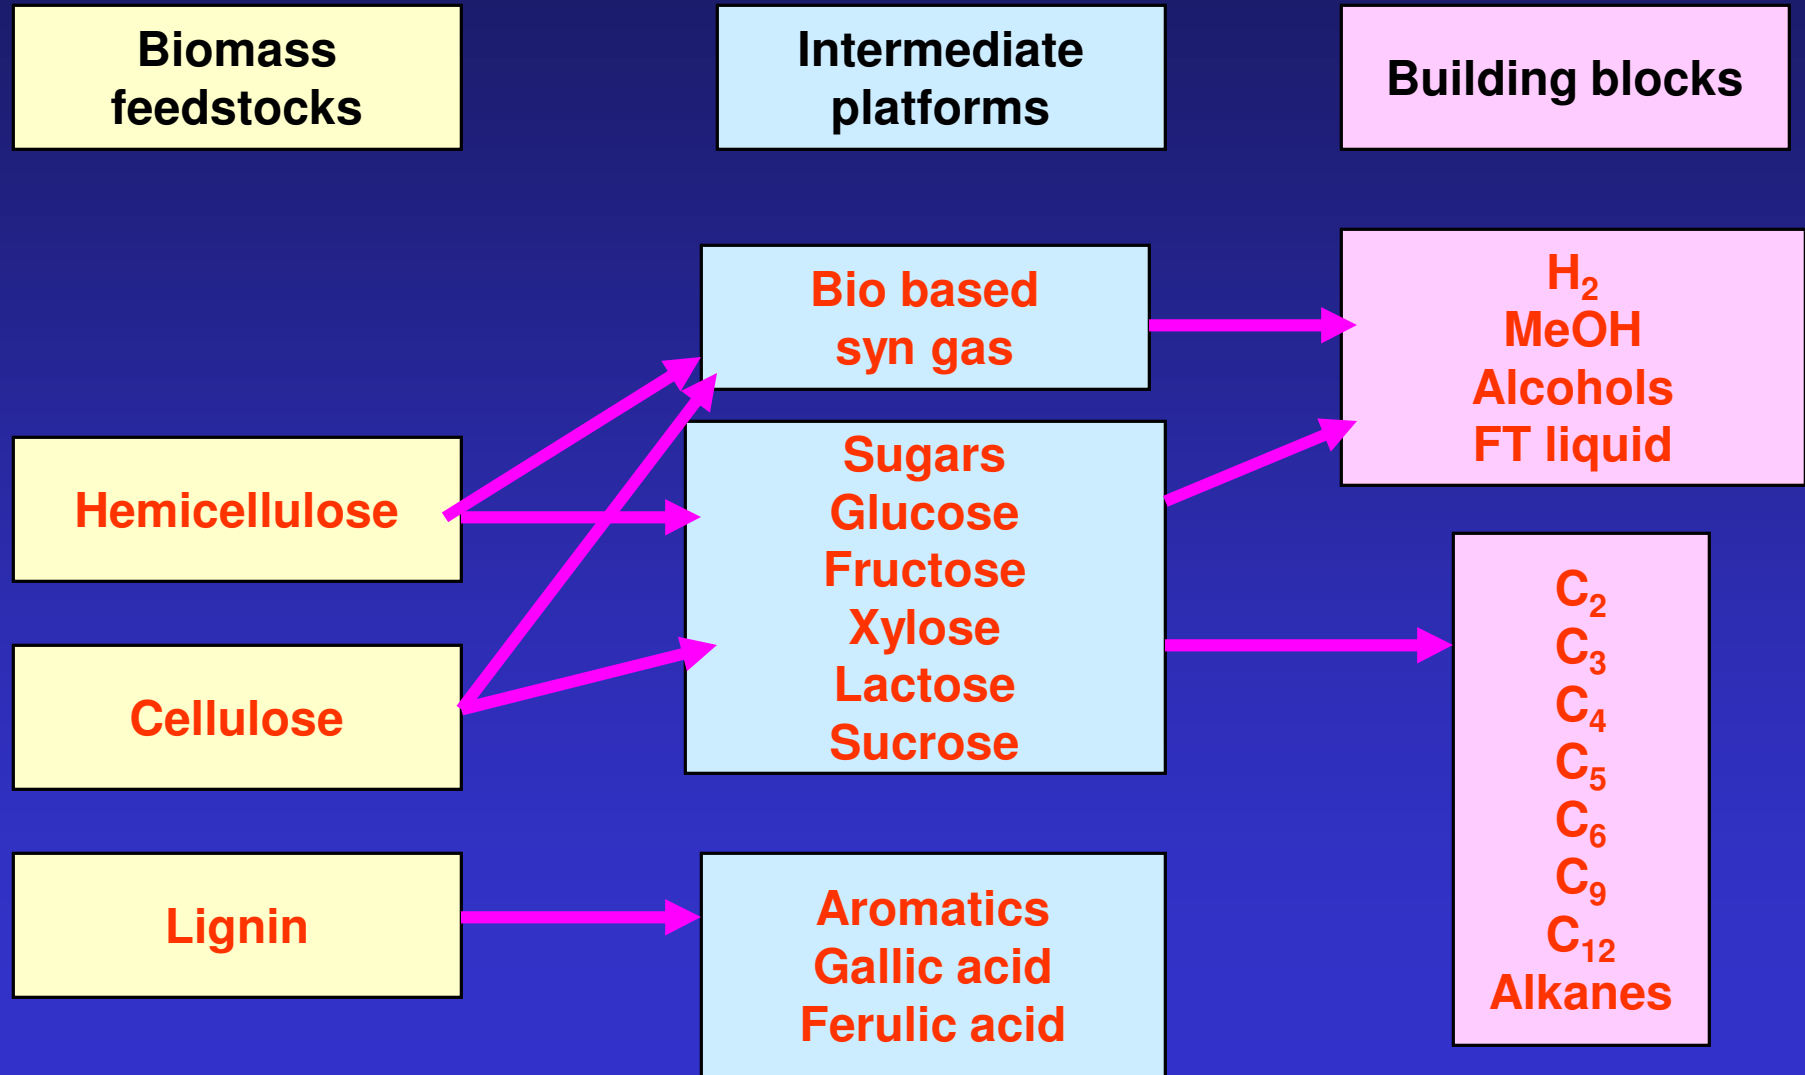 Biomass
feedstocks
Intermediate
platforms
Building blocks
Hemicellulose
Cellulose
Lignin
Bio based
syn gas
Sugars
Glucose
Fructose
Xylose
Lactose
Sucrose
Aromatics
Gallic acid
Ferulic acid
H₂
MeOH
Alcohols
FT liquid
C₂
C₃
C₄
C₅
C₆
C₉
C₁₂
Alkanes